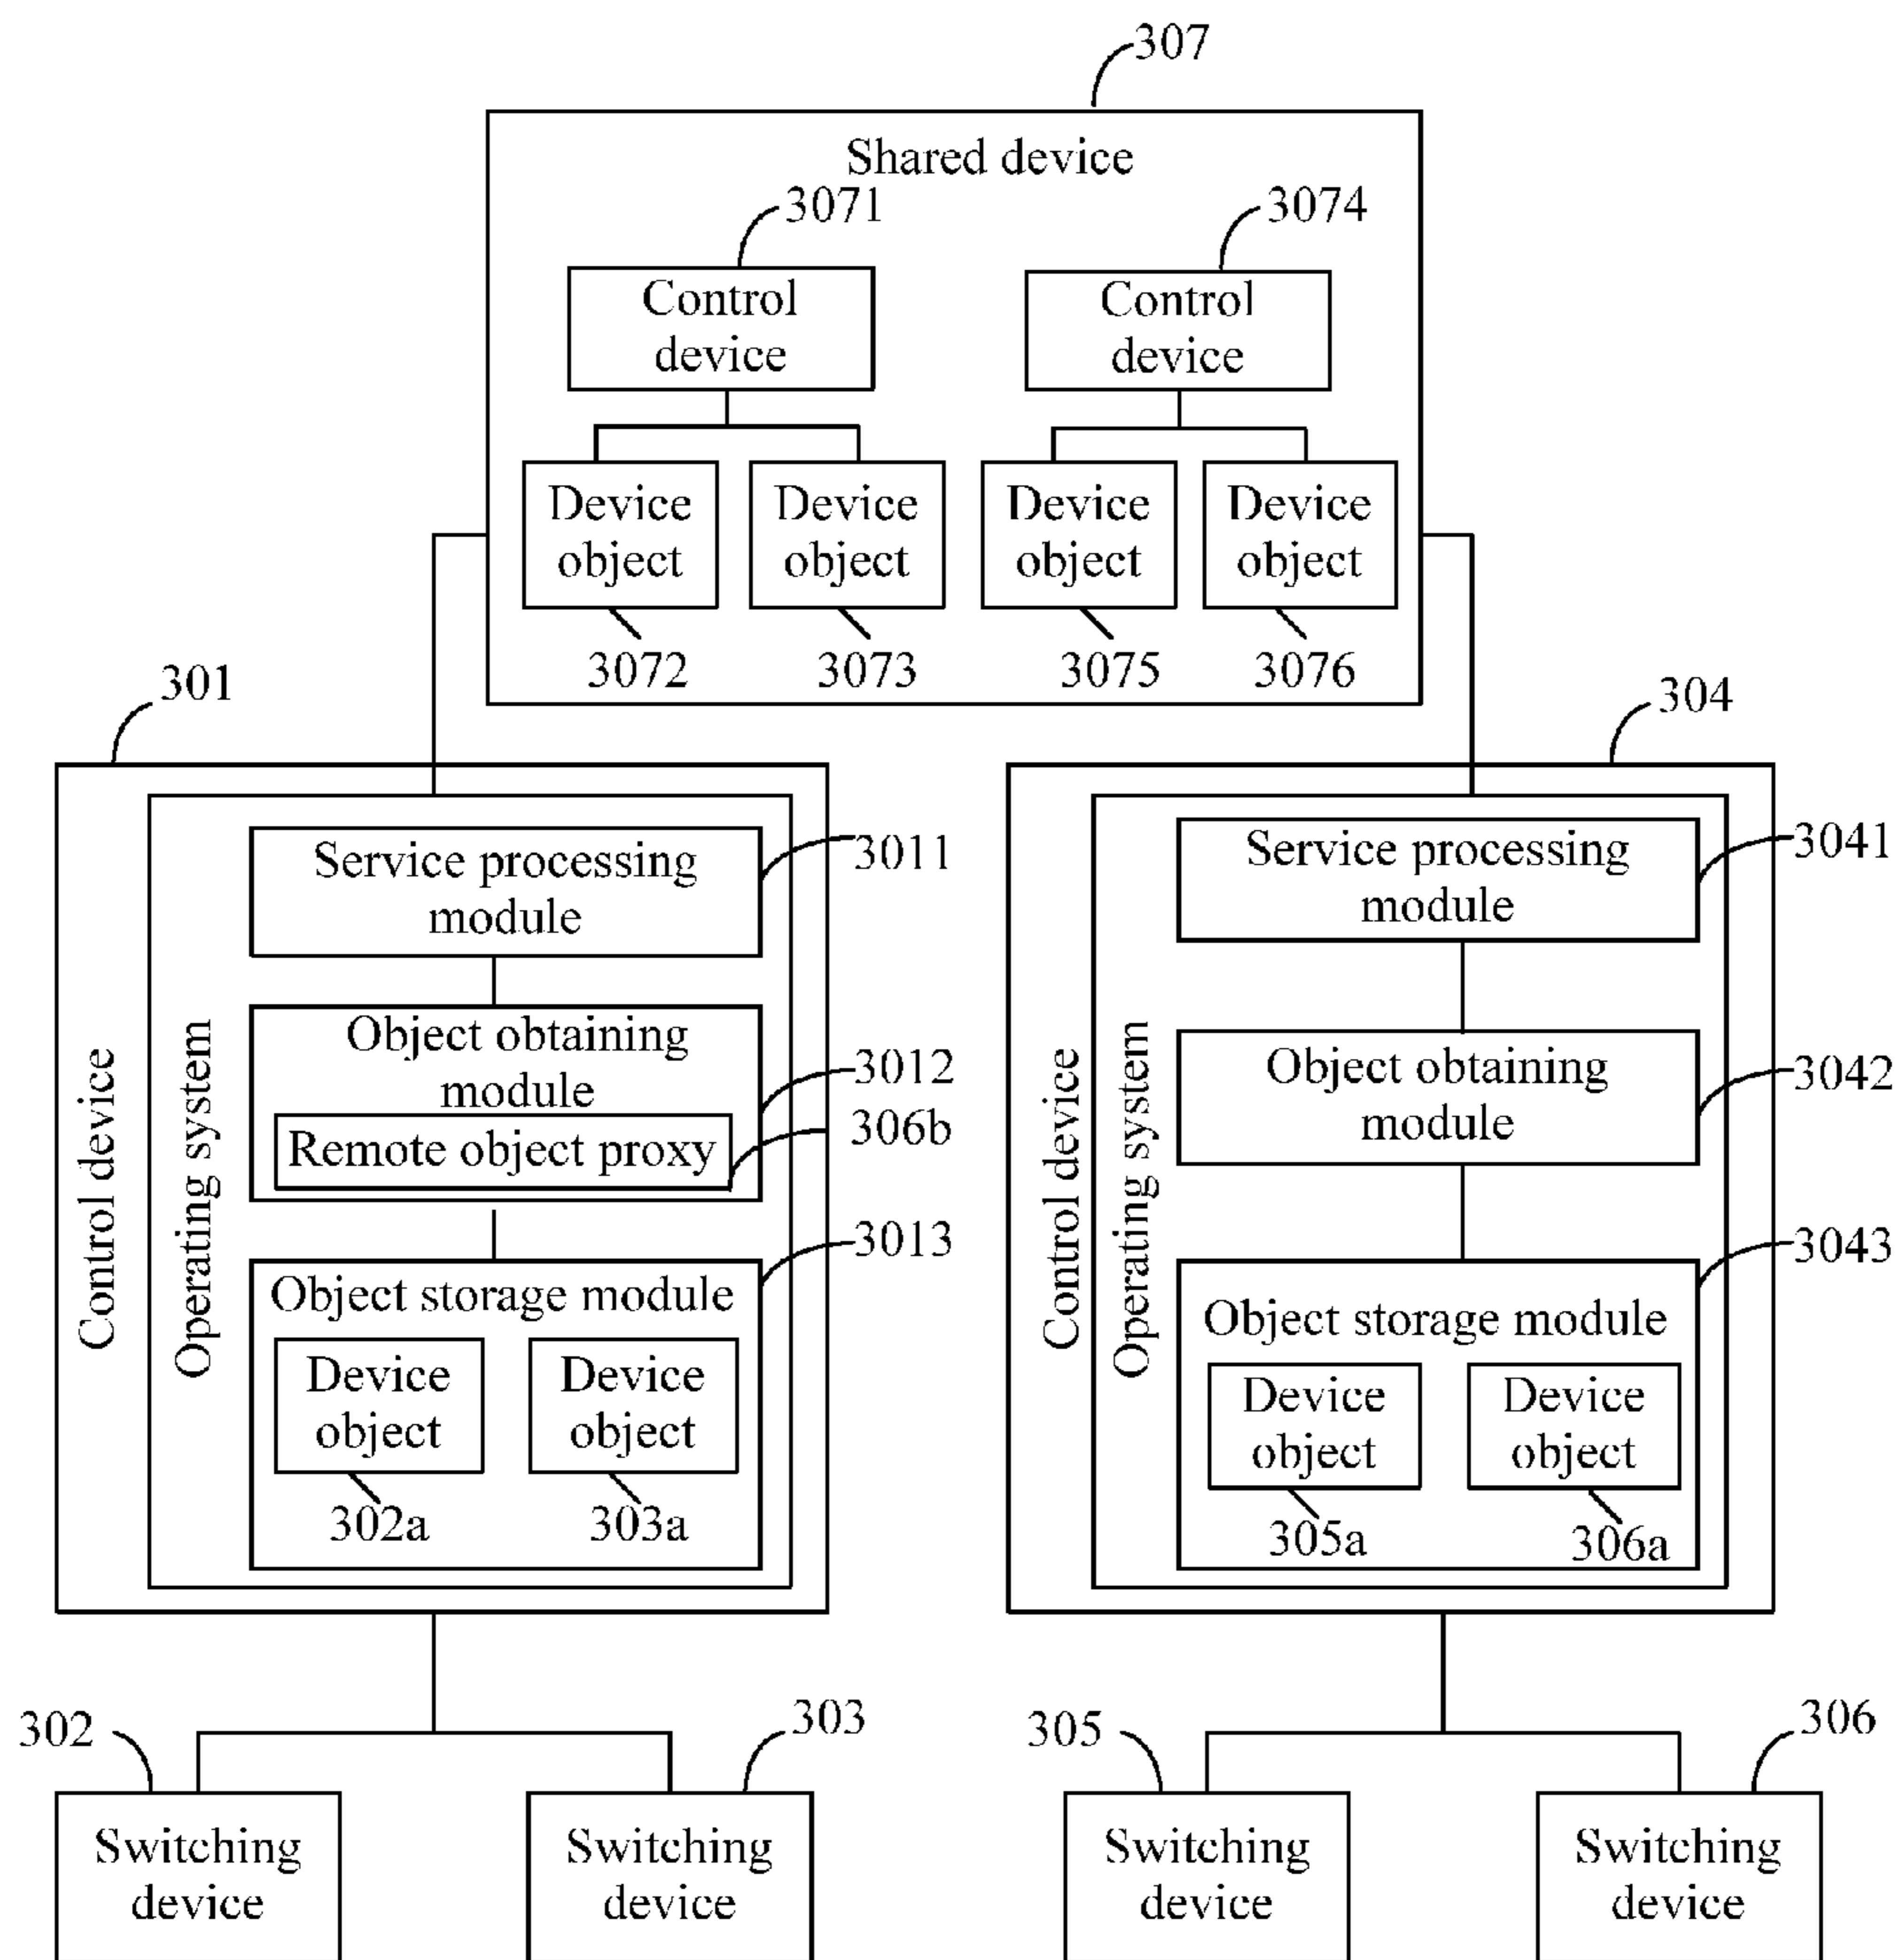 307
Shared device
3071
3074
Control
device
Control
device
Device
object
Device
object
Device
object
Device
object
3072
3073
3075
3076
301
304
Control device
Operating system
Service processing
module
3011
Object obtaining
module
3012
Remote object proxy
306b
Object storage module
3013
Device
object
Device
object
302a
303a
Control device
Operating system
Service processing
module
3041
Object obtaining
module
3042
Object storage module
3043
Device
object
Device
object
305a
306a
302
303
305
306
Switching
device
Switching
device
Switching
device
Switching
device